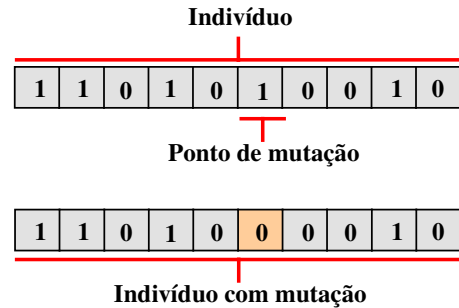 Indivíduo
1 1 0 1 0 1 0 0 1 0
Ponto de mutação
1 1 0 1 0 0 0 0 1 0
Indivíduo com mutação